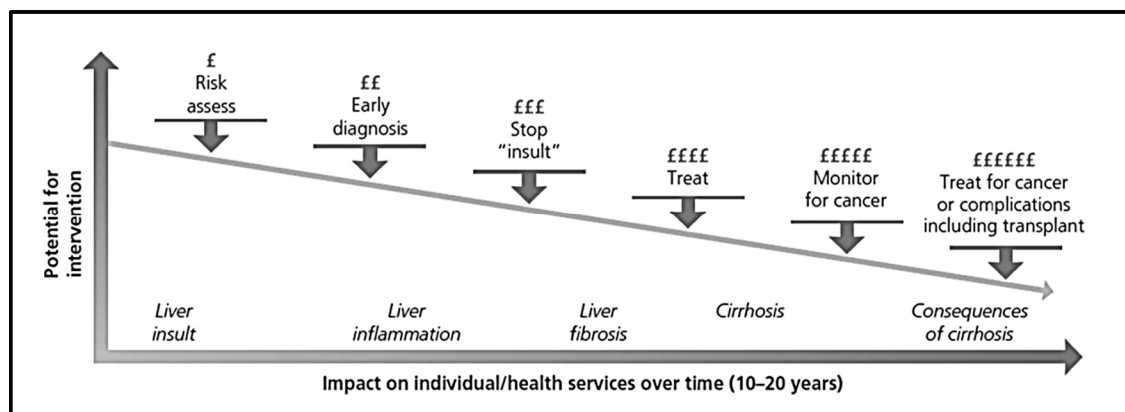 £
Risk
assess
££
Early
diagnosis
£££
Stop
“insult”
££££
Treat
£££££
Monitor
for cancer
££££££
Treat for cancer
or complications
including transplant
Potential for
intervention
Liver
insult
Liver
inflammation
Liver
fibrosis
Cirrhosis
Consequences
of cirrhosis
Impact on individual/health services over time (10–20 years)